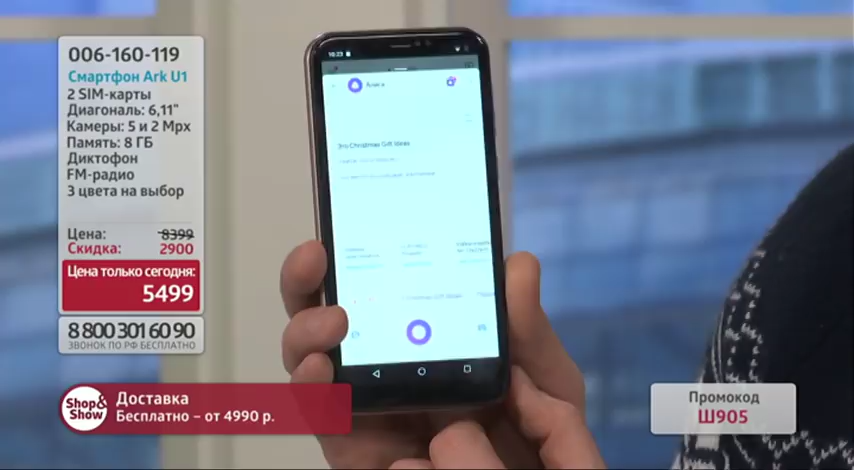 006-160-119
Смартфон Ark U1
2 SIM-карты
Диагональ: 6,11"
Камеры: 5 и 2 Mpx
Память: 8 ГБ
Диктофон
FM-радио
3 цвета на выбор
Цена: 8399
Скидка: 2900
Цена только сегодня:
5499
8 800 301 60 90
ЗВОНОК ПО РФ БЕСПЛАТНО
Shop&
Show
Доставка
Бесплатно – от 4990 р.
Промокод
Ш905
Алиса
Это Christmas Gift Ideas